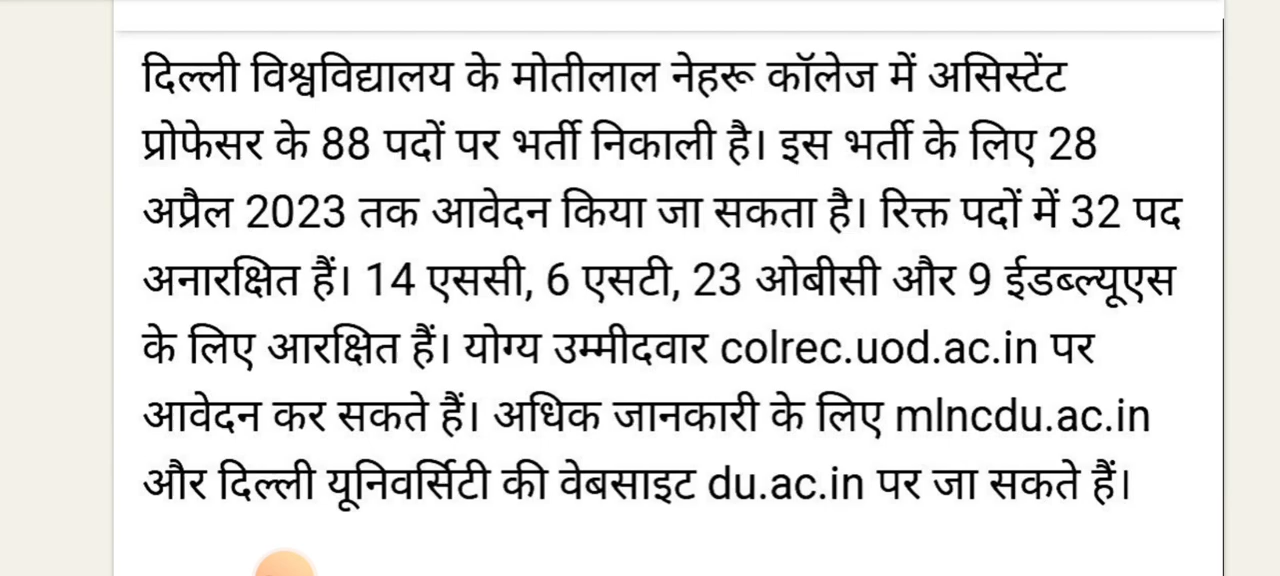 दिल्ली विश्वविद्यालय के मोतीलाल नेहरू कॉलेज में असिस्टेंट
प्रोफेसर के 88 पदों पर भर्ती निकाली है। इस भर्ती के लिए 28
अप्रैल 2023 तक आवेदन किया जा सकता है। रिक्त पदों में 32 पद
अनारक्षित हैं। 14 एससी, 6 एसटी, 23 ओबीसी और 9 ईडब्ल्यूएस
के लिए आरक्षित हैं। योग्य उम्मीदवार colrec.uod.ac.in पर
आवेदन कर सकते हैं। अधिक जानकारी के लिए mlncdu.ac.in
और दिल्ली यूनिवर्सिटी की वेबसाइट du.ac.in पर जा सकते हैं।